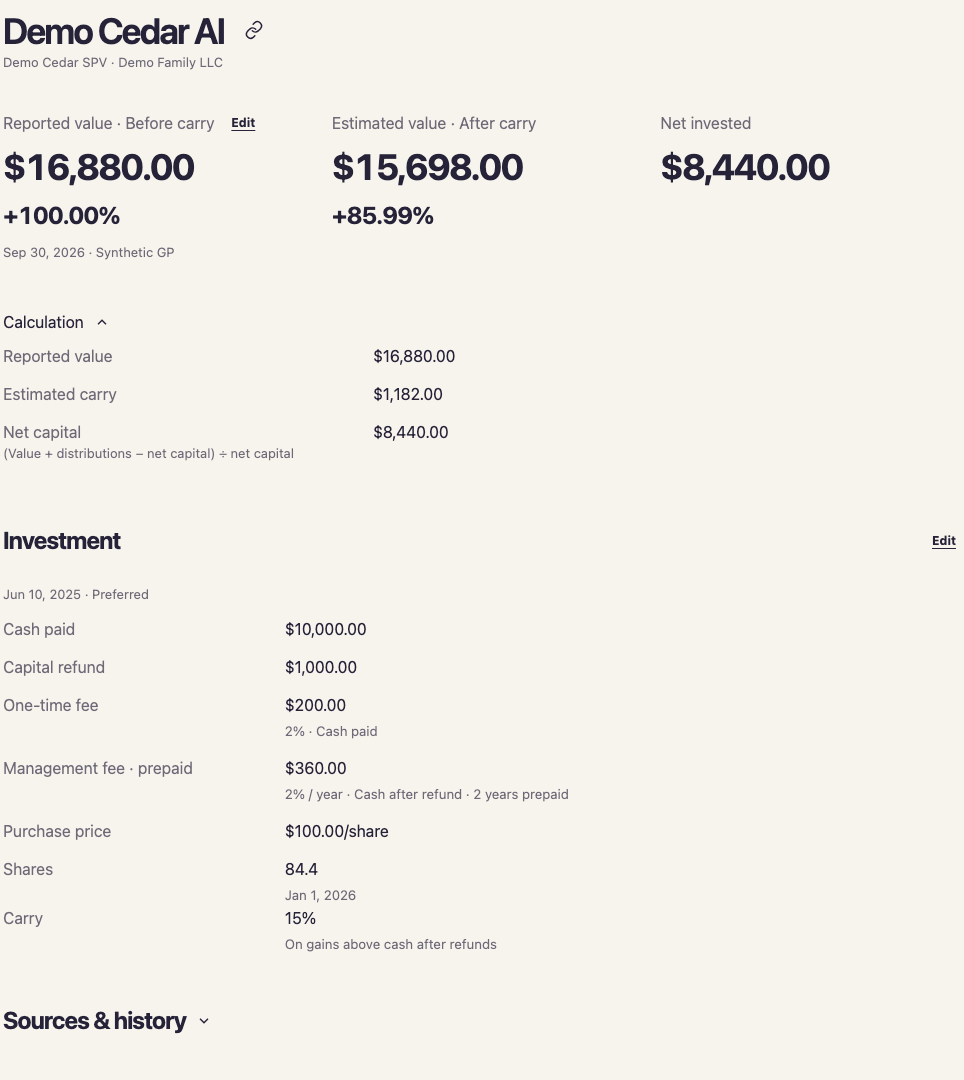 Demo Cedar AI
Demo Cedar SPV · Demo Family LLC
Reported value · Before carry Edit
$16,880.00
+100.00%
Sep 30, 2026 · Synthetic GP
Estimated value · After carry
$15,698.00
+85.99%
Net invested
$8,440.00
Calculation
Reported value $16,880.00
Estimated carry $1,182.00
Net capital $8,440.00
(Value + distributions − net capital) ÷ net capital
Investment Edit
Jun 10, 2025 · Preferred
Cash paid $10,000.00
Capital refund $1,000.00
One-time fee $200.00
2% · Cash paid
Management fee · prepaid $360.00
2% / year · Cash after refund · 2 years prepaid
Purchase price $100.00/share
Shares 84.4
Jan 1, 2026
Carry 15%
On gains above cash after refunds
Sources & history